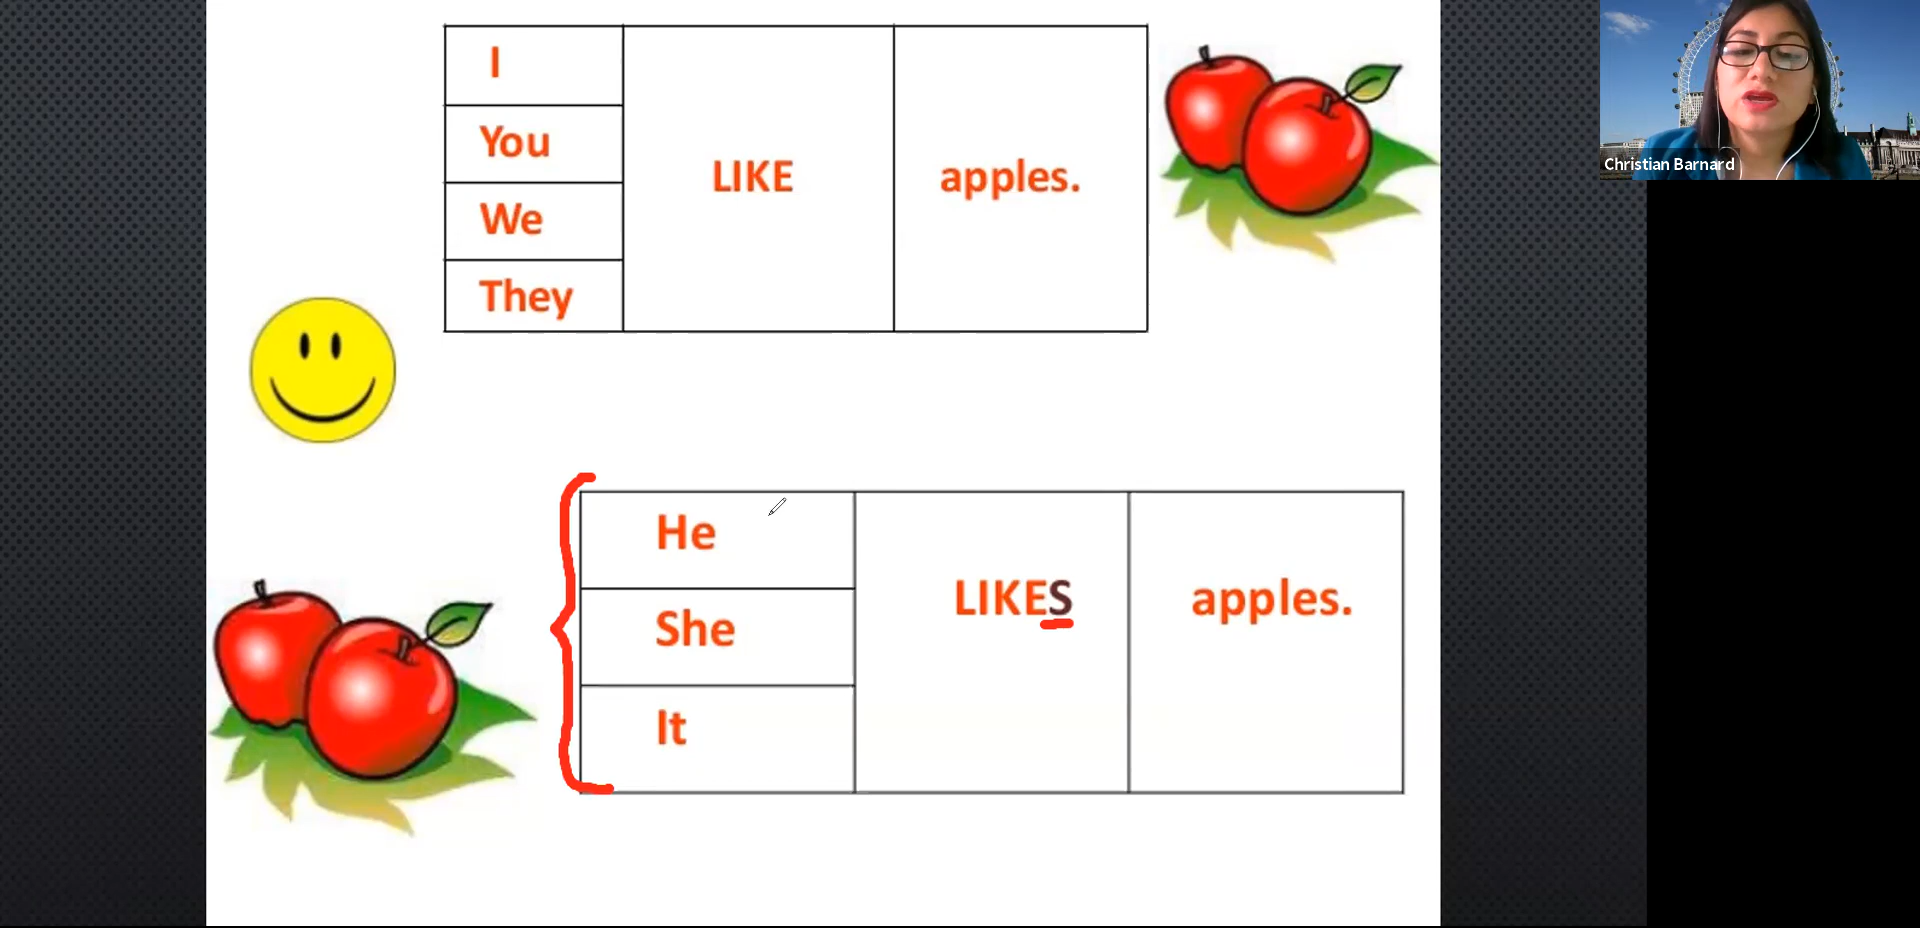 I
You
We
They
LIKE
apples.
Christian Barnard
He
She
It
LIKES
apples.